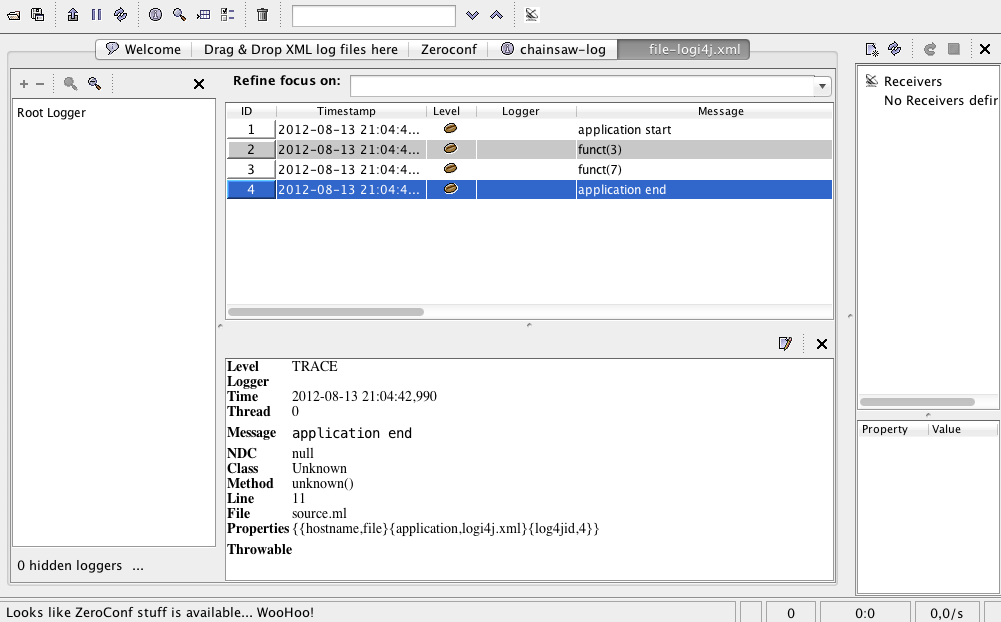 Welcome
Drag & Drop XML log files here
Zeroconf
chainsaw-log
file-logi4j.xml
Root Logger
0 hidden loggers ...
Refine focus on:
ID Timestamp Level Logger Message
1 2012-08-13 21:04:4... application start
2 2012-08-13 21:04:4... funct(3)
3 2012-08-13 21:04:4... funct(7)
4 2012-08-13 21:04:4... application end
Level TRACE
Logger
Time 2012-08-13 21:04:42,990
Thread 0
Message application end
NDC null
Class Unknown
Method unknown()
Line 11
File source.ml
Properties {{hostname,file}{application,logi4j.xml}{log4jid,4}}
Throwable
Receivers
No Receivers defir
Property Value
Looks like ZeroConf stuff is available... WooHoo!
0 0:0 0,0/s